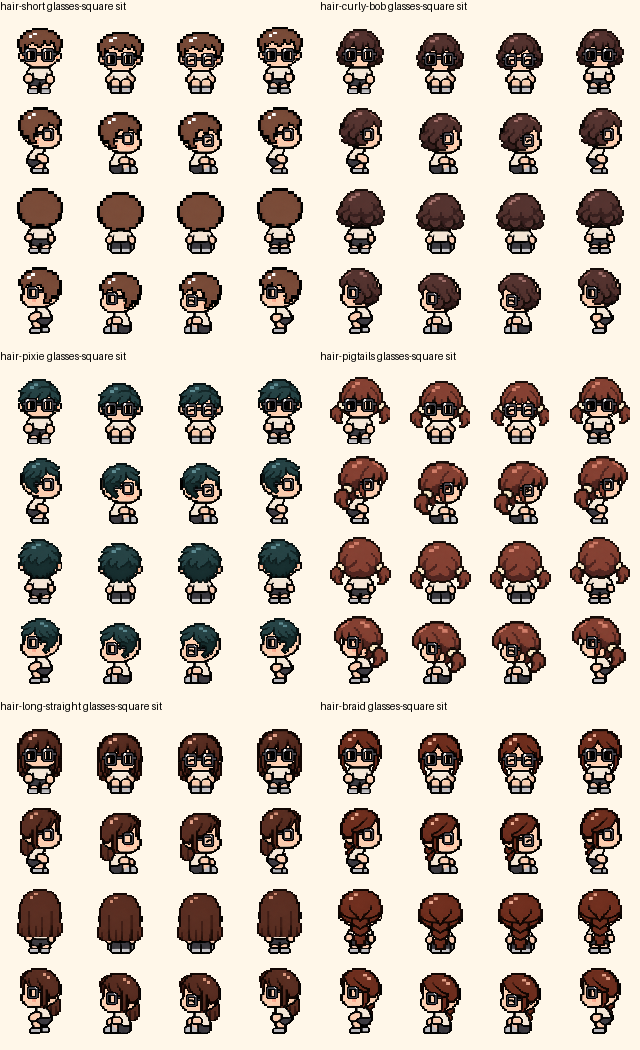 hair-short glasses-square sit
hair-curly-bob glasses-square sit
hair-pixie glasses-square sit
hair-pigtails glasses-square sit
hair-long-straight glasses-square sit
hair-braid glasses-square sit